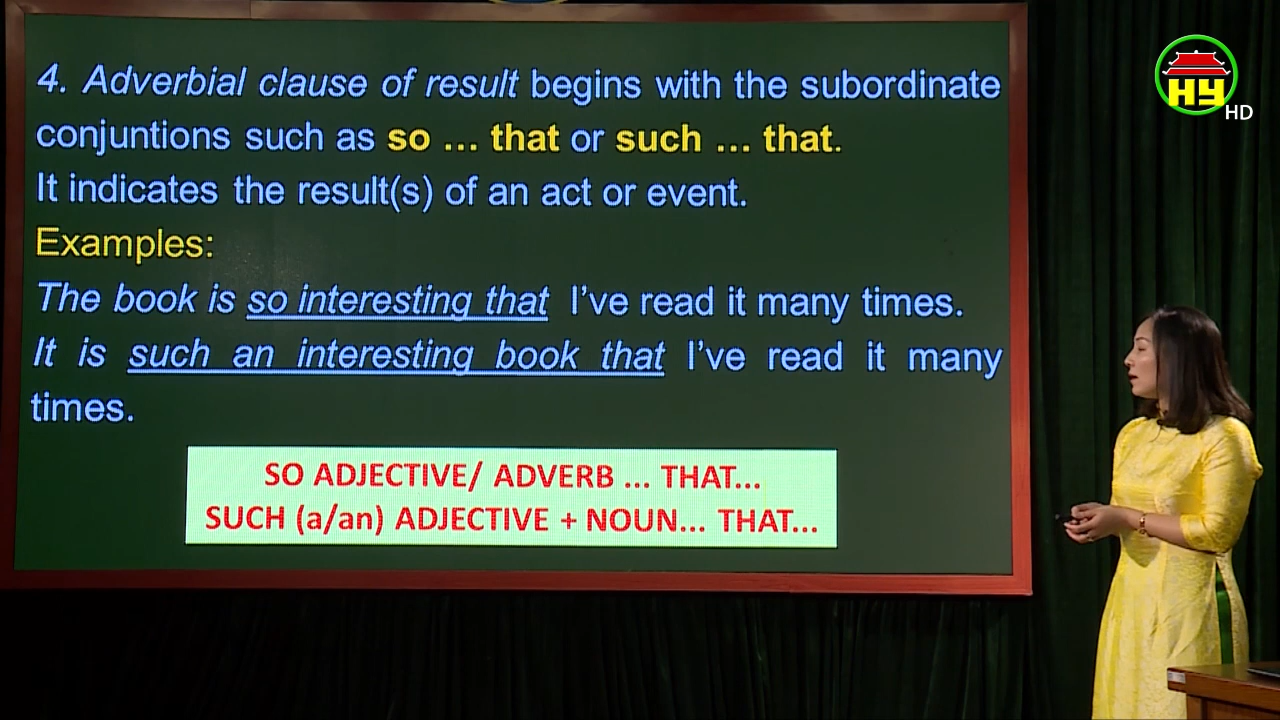 4. Adverbial clause of result begins with the subordinate
conjuntions such as so ... that or such ... that.
It indicates the result(s) of an act or event.
Examples:
The book is so interesting that I've read it many times.
It is such an interesting book that I've read it many
times.
SO ADJECTIVE/ ADVERB ... THAT...
SUCH (a/an) ADJECTIVE + NOUN... THAT...
HY
HD